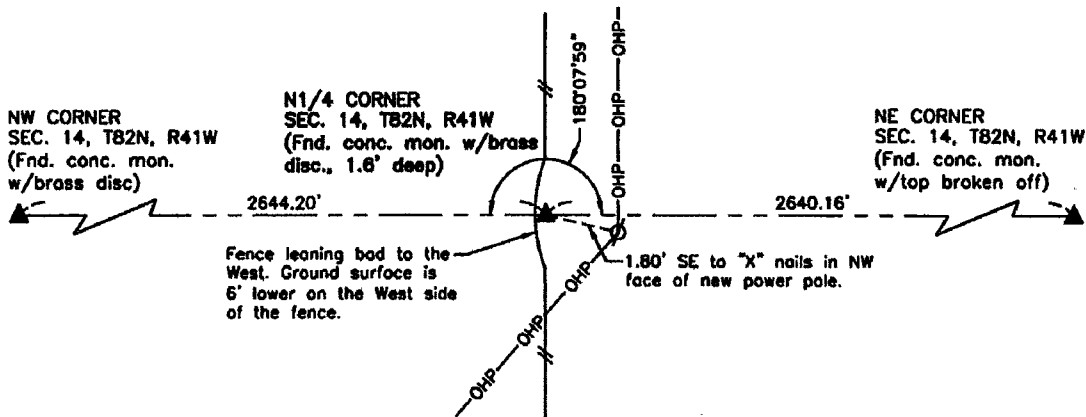 NW CORNER
SEC. 14, T82N, R41W
(Fnd. conc. mon.
w/brass disc)
N1/4 CORNER
SEC. 14, T82N, R41W
(Fnd. conc. mon. w/brass
disc., 1.6' deep)
180°07'59"
OHP
OHP
OHP
OHP
NE CORNER
SEC. 14, T82N, R41W
(Fnd. conc. mon.
w/top broken off)
2644.20'
2640.16'
Fence leaning bad to the
West. Ground surface is
6' lower on the West side
of the fence.
1.80' SE to "X" nails in NW
face of new power pole.
OHP
OHP
OHP